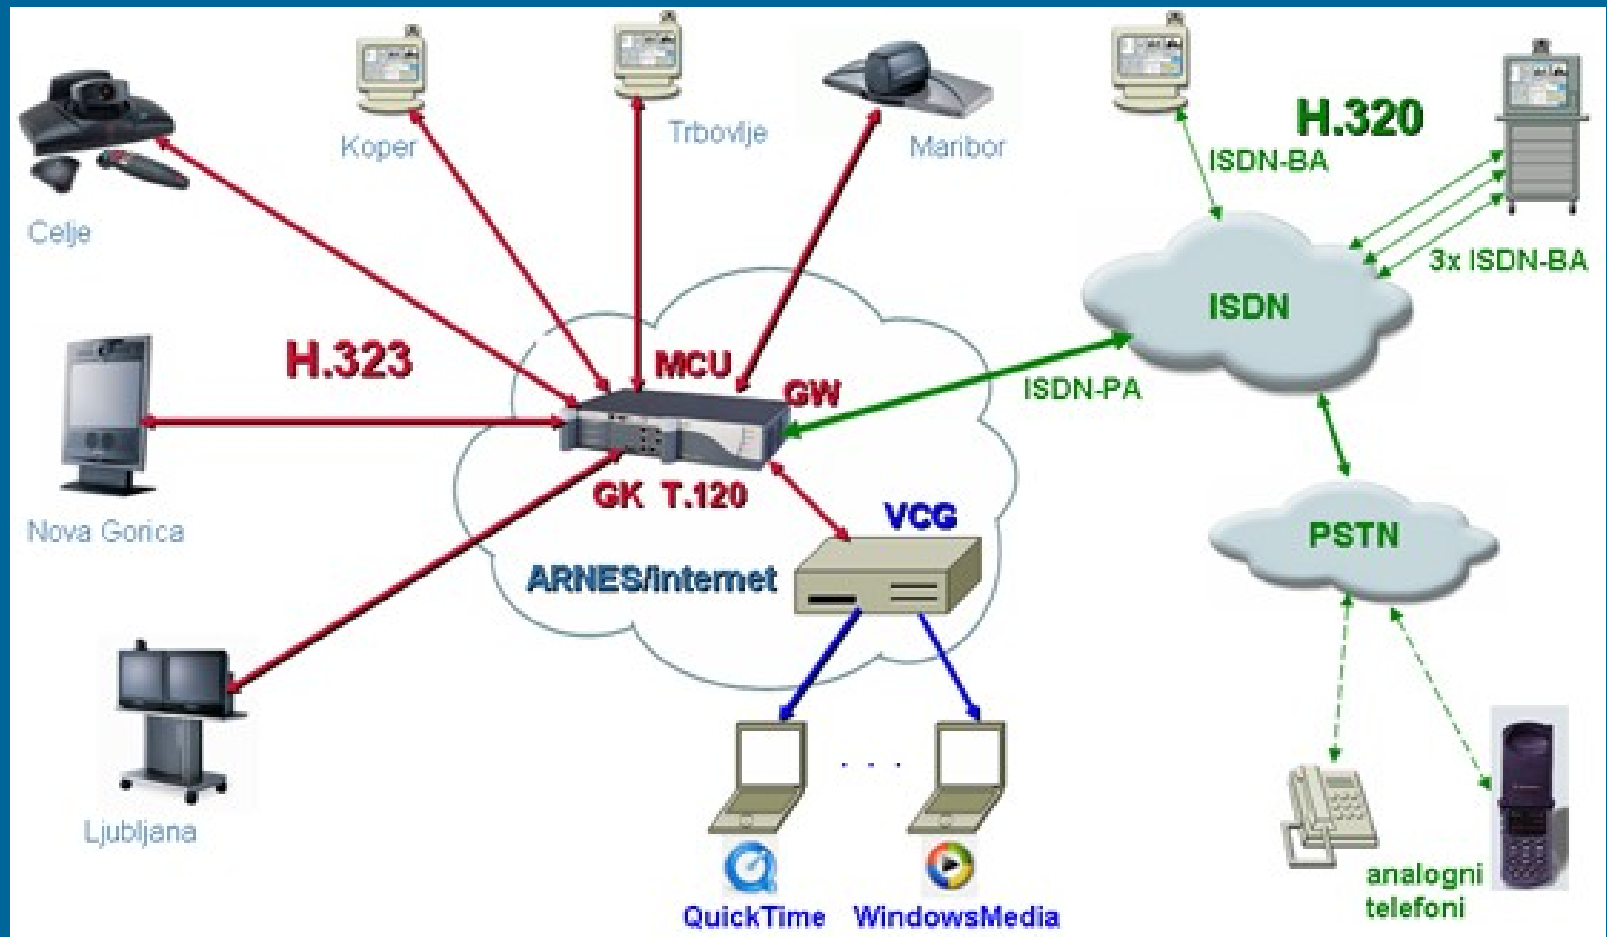 Celje
Koper
Trbovlje
Maribor
H.320
ISDN-BA
3x ISDN-BA
ISDN
H.323
MCU
GW
ISDN-PA
GK T.120
Nova Gorica
VCG
PSTN
ARNES/Internet
Ljubljana
QuickTime
WindowsMedia
analogni
telefoni